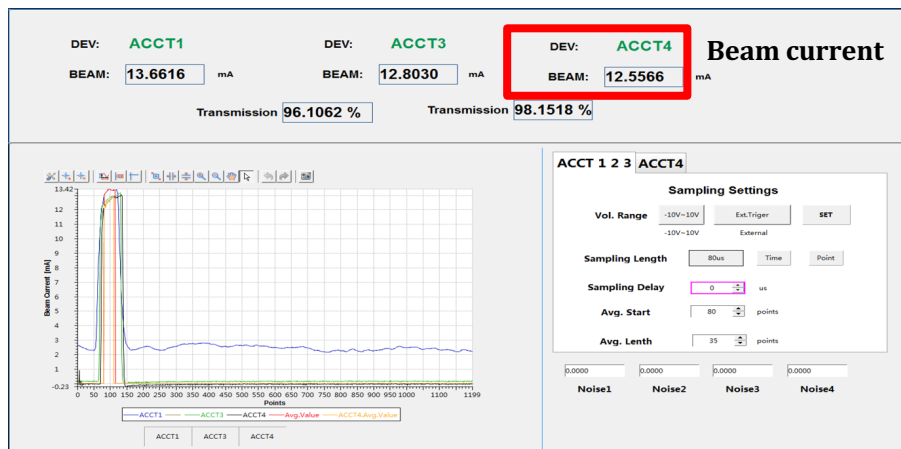 DEV: ACCT1 DEV: ACCT3 DEV: ACCT4 Beam current
BEAM: 13.6616 mA BEAM: 12.8030 mA BEAM: 12.5566 mA
Transmission 96.1062 % Transmission 98.1518 %
ACCT 1 2 3 ACCT4
Sampling Settings
Vol. Range -10V~10V Ext.Triger SET
-10V~10V External
Sampling Length 80us Time Point
Sampling Delay 0 us
Avg. Start 80 points
Avg. Lenth 35 points
0.0000 0.0000 0.0000 0.0000
Noise1 Noise2 Noise3 Noise4
Beam Current [mA]
13.42
12
11
10
9
8
7
6
5
4
3
2
1
-0.23
0 50 100 150 200 250 300 350 400 450 500 550 600 650 700 750 800 850 900 950 1000 1100 1199
Points
ACCT1 ACCT3 ACCT4 Avg.Value ACCT4.Avg.Value
ACCT1 ACCT3 ACCT4